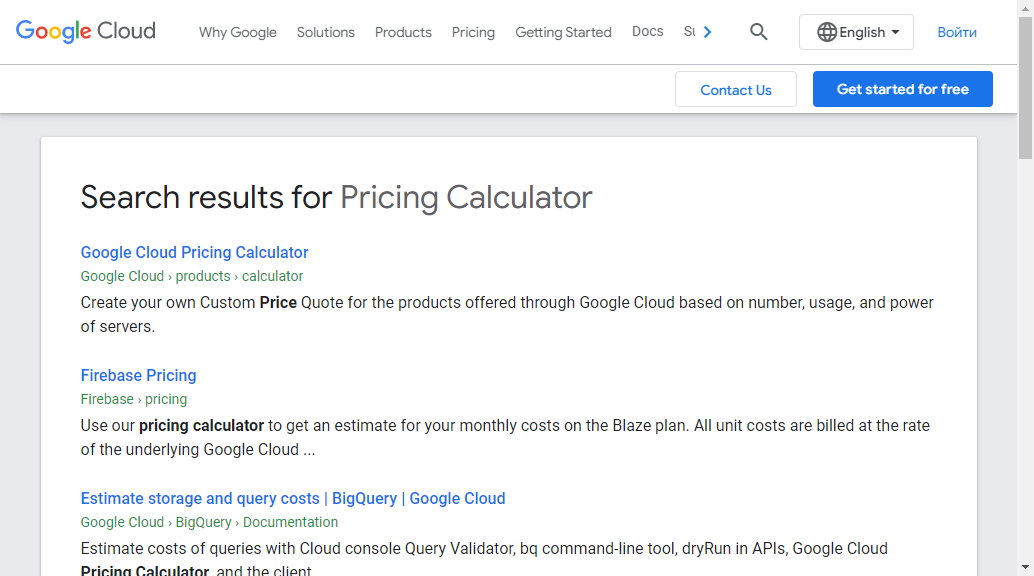 Google Cloud
Why Google
Solutions
Products
Pricing
Getting Started
Docs
English
Войти
Contact Us
Get started for free
Search results for Pricing Calculator
Google Cloud Pricing Calculator
Google Cloud › products › calculator
Create your own Custom Price Quote for the products offered through Google Cloud based on number, usage, and power
of servers.
Firebase Pricing
Firebase › pricing
Use our pricing calculator to get an estimate for your monthly costs on the Blaze plan. All unit costs are billed at the rate
of the underlying Google Cloud ...
Estimate storage and query costs | BigQuery | Google Cloud
Google Cloud › BigQuery › Documentation
Estimate costs of queries with Cloud console Query Validator, bq command-line tool, dryRun in APIs, Google Cloud
Pricing Calculator, and the client